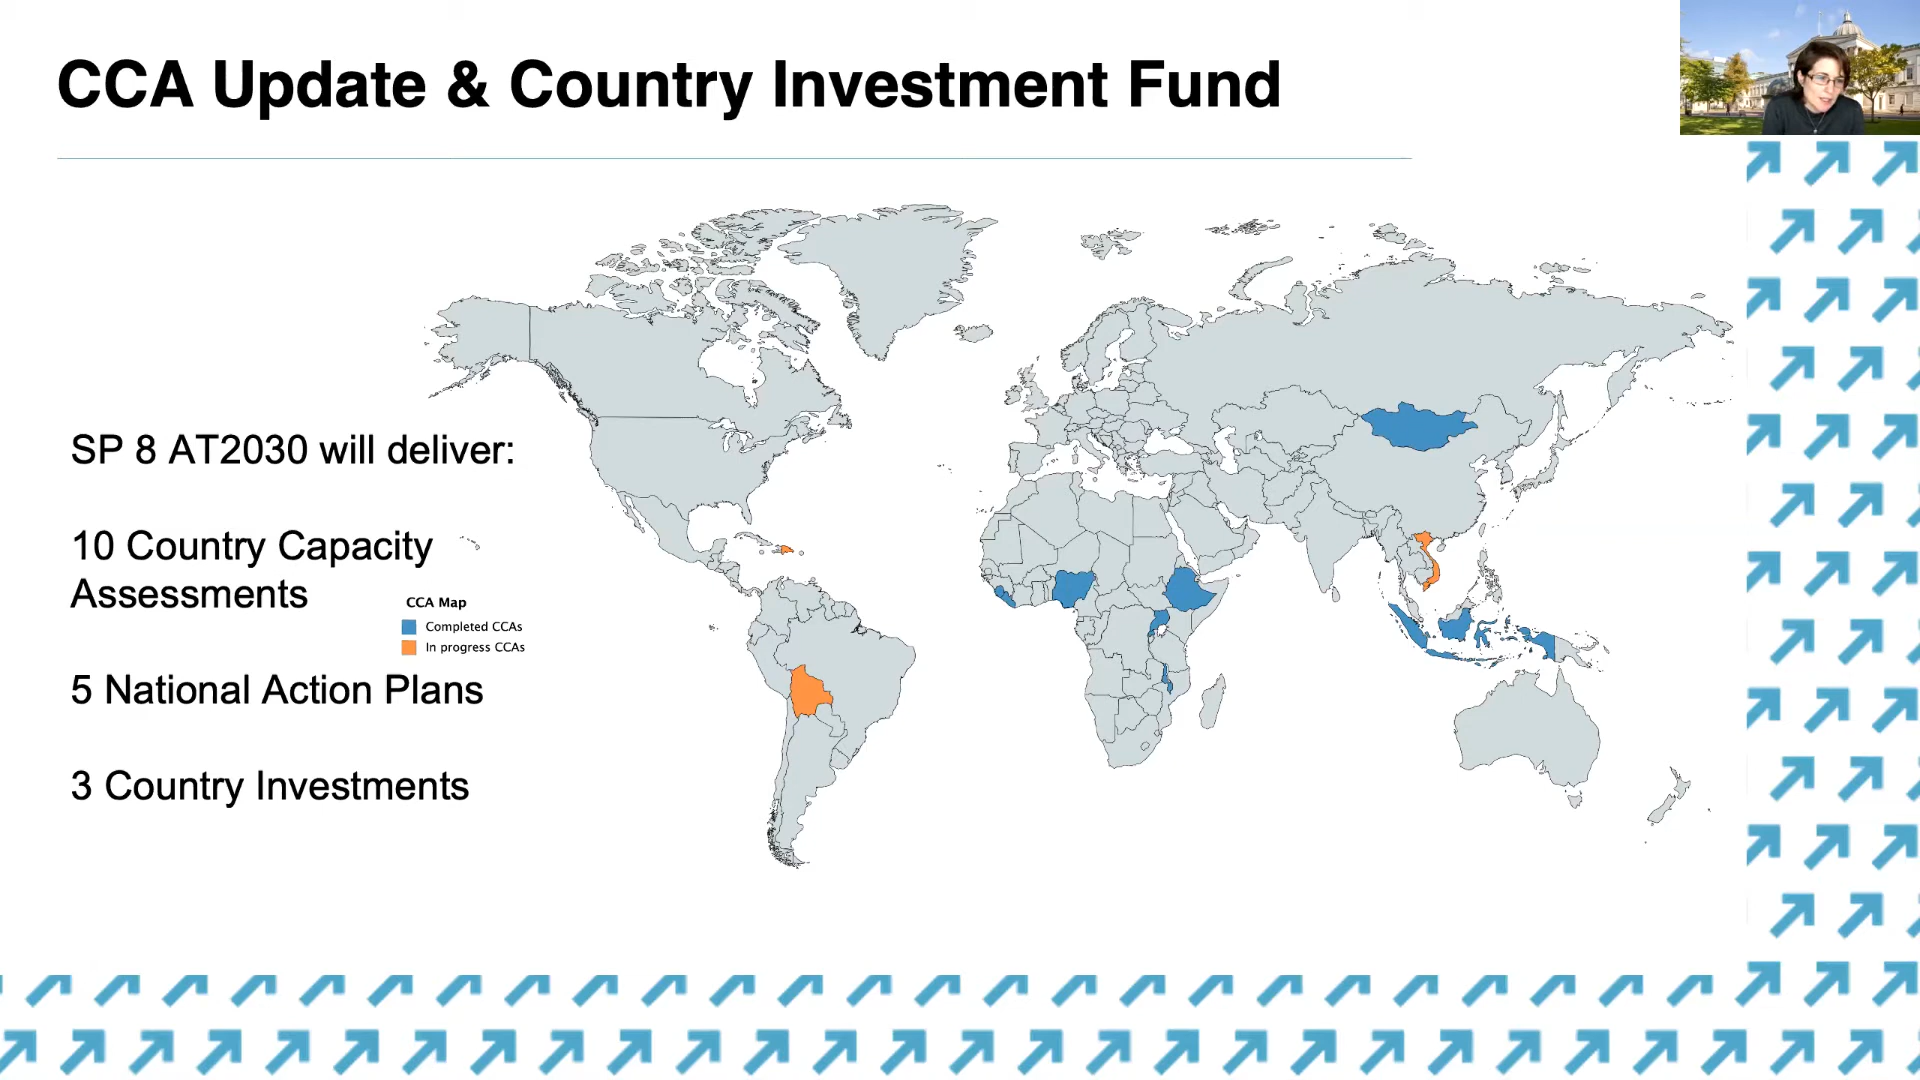 CCA Update & Country Investment Fund
SP 8 AT2030 will deliver:
10 Country Capacity
Assessments
CCA Map
Completed CCAs
In progress CCAs
5 National Action Plans
3 Country Investments